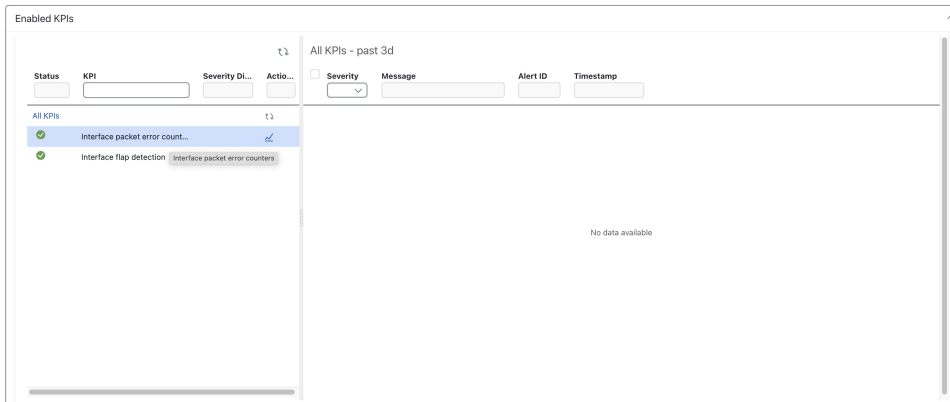 Enabled KPIs
All KPIs - past 3d
Status KPI Severity Di... Actio...
Severity Message Alert ID Timestamp
All KPIs
Interface packet error count...
Interface flap detection
Interface packet error counters
No data available